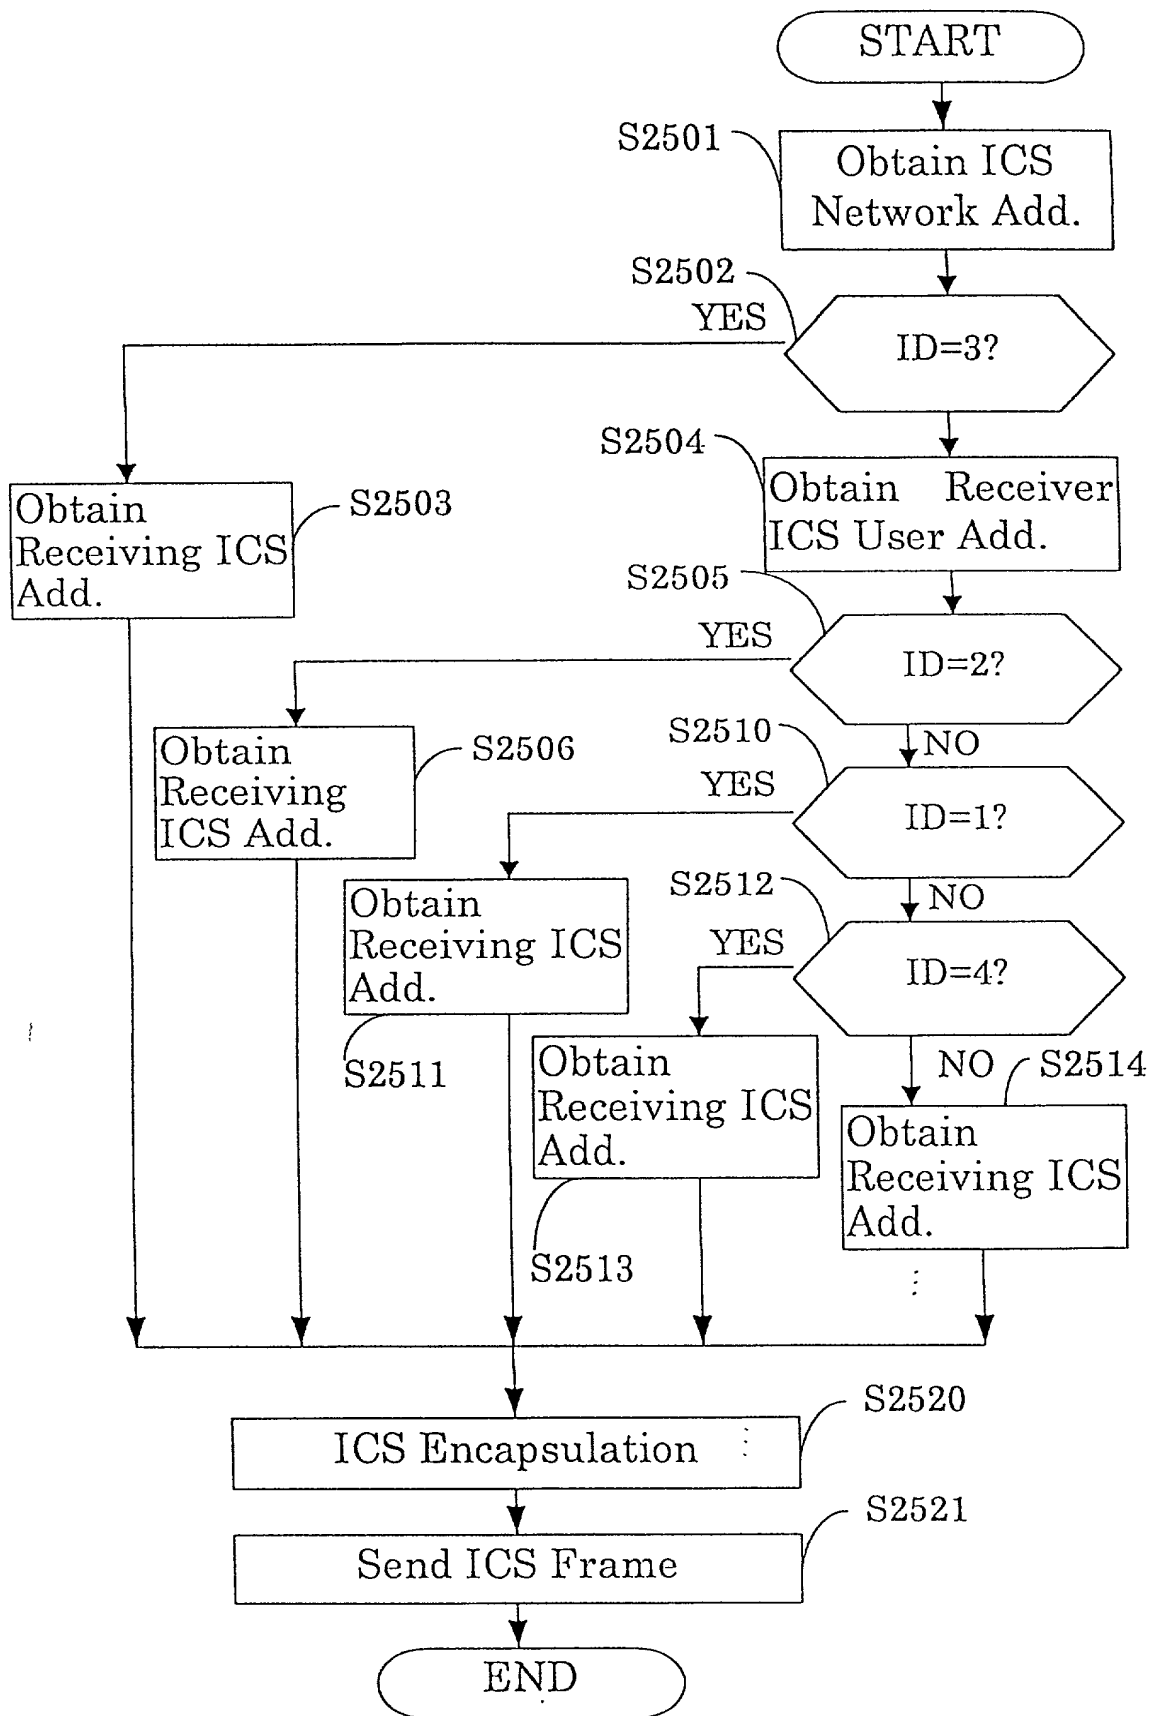 START
S2501
Obtain ICS
Network Add.
S2502
YES
ID=3?
S2504
Obtain Receiver
ICS User Add.
Obtain
Receiving ICS
Add.
S2503
S2505
YES
ID=2?
NO
Obtain
Receiving
ICS Add.
S2506
S2510
YES
ID=1?
NO
Obtain
Receiving ICS
Add.
S2511
S2512
YES
ID=4?
NO
S2514
Obtain
Receiving ICS
Add.
S2513
Obtain
Receiving ICS
Add.
S2520
ICS Encapsulation
S2521
Send ICS Frame
END